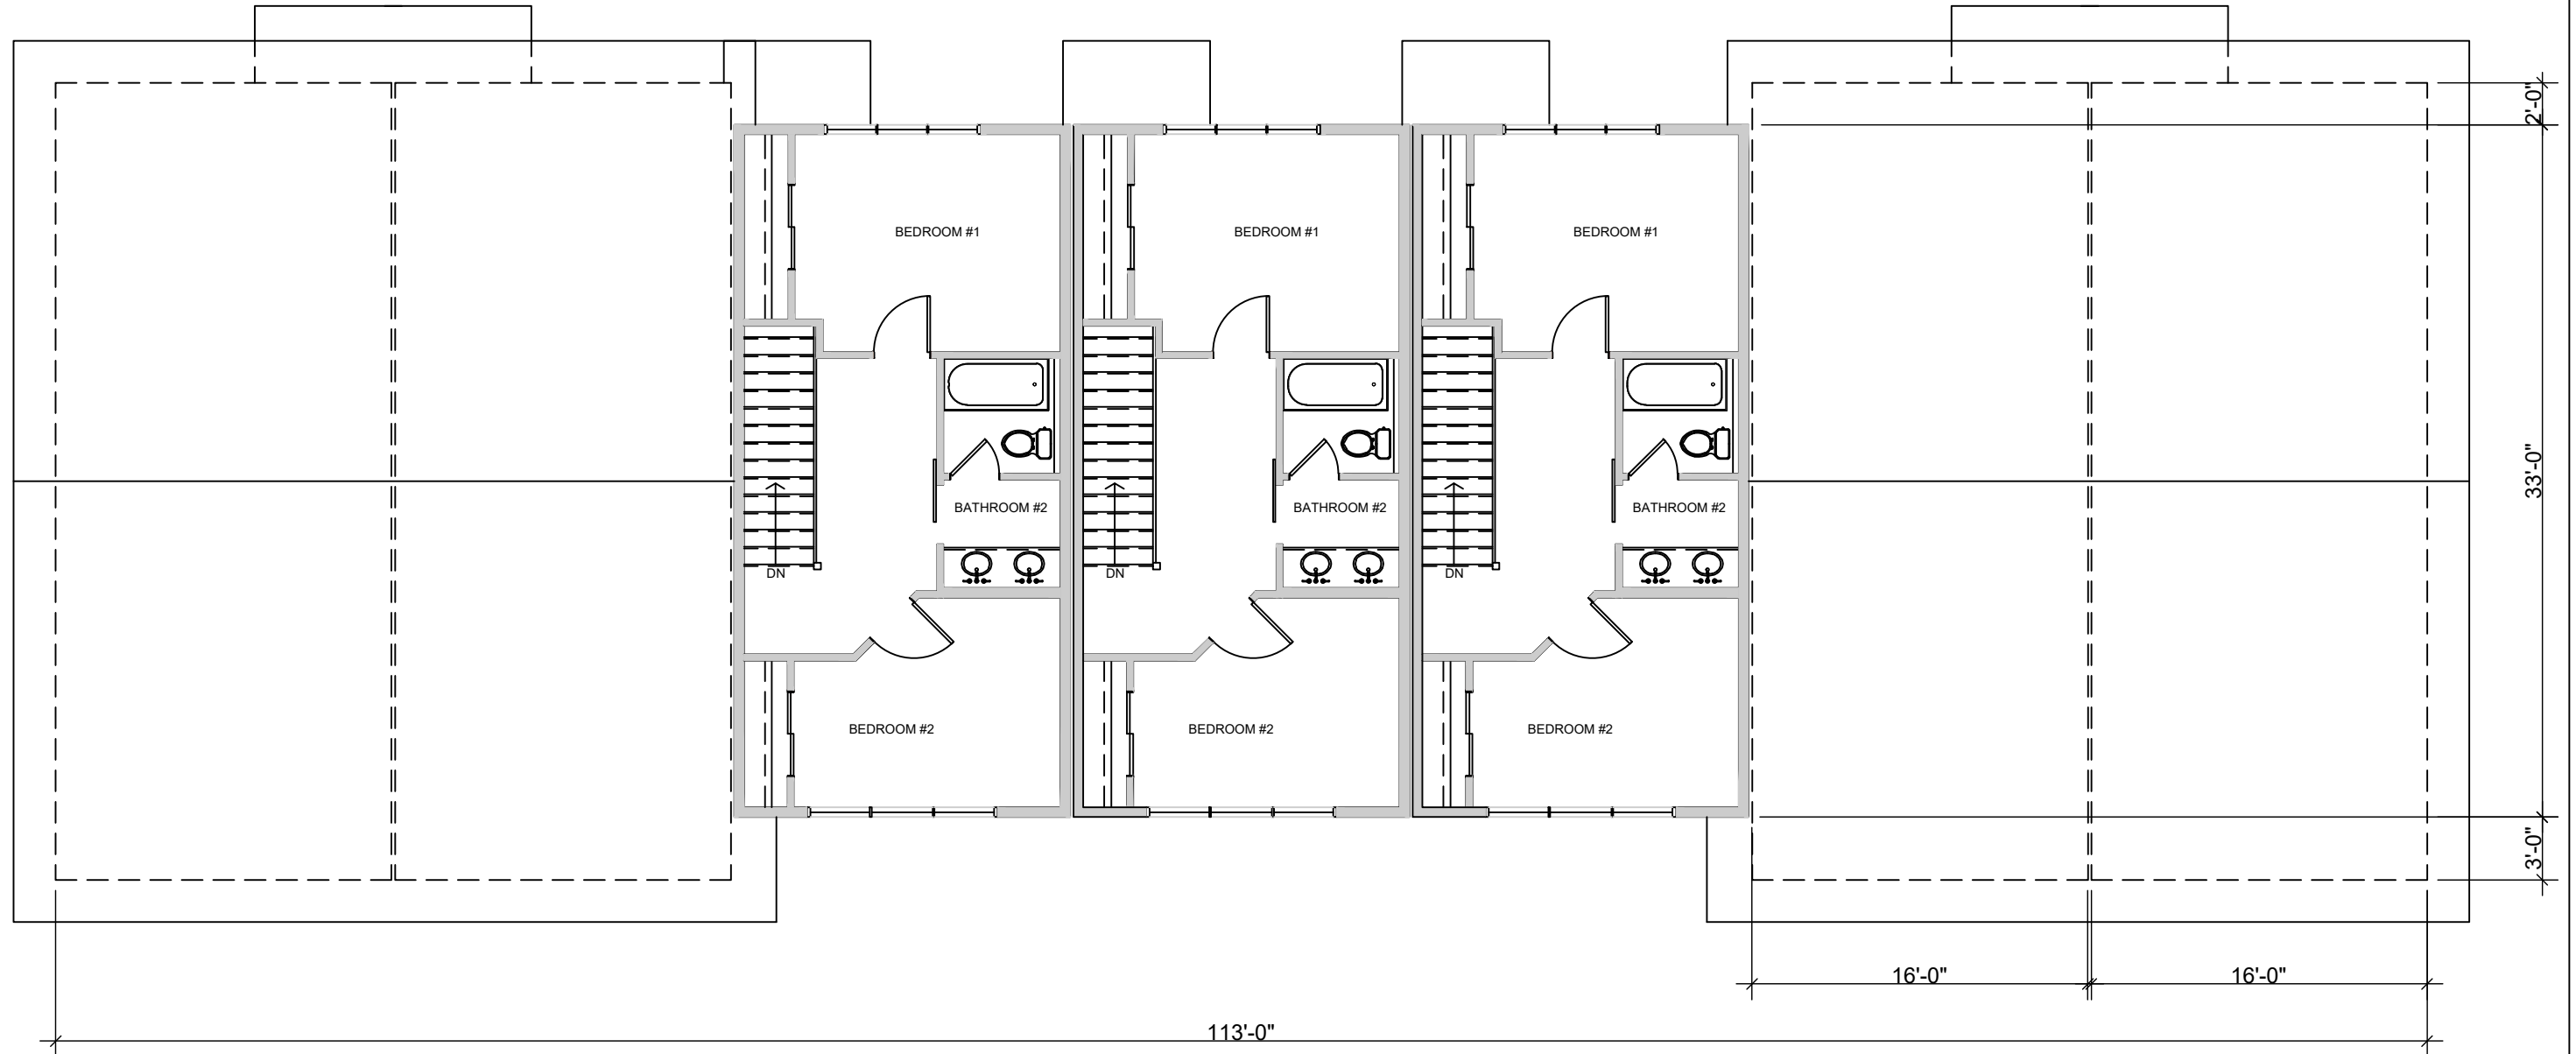 2'-0"
BEDROOM #1
BEDROOM #1
BEDROOM #1
33'-0"
BATHROOM #2
BATHROOM #2
BATHROOM #2
DN
DN
DN
BEDROOM #2
BEDROOM #2
BEDROOM #2
3'-0"
16'-0"
16'-0"
113'-0"